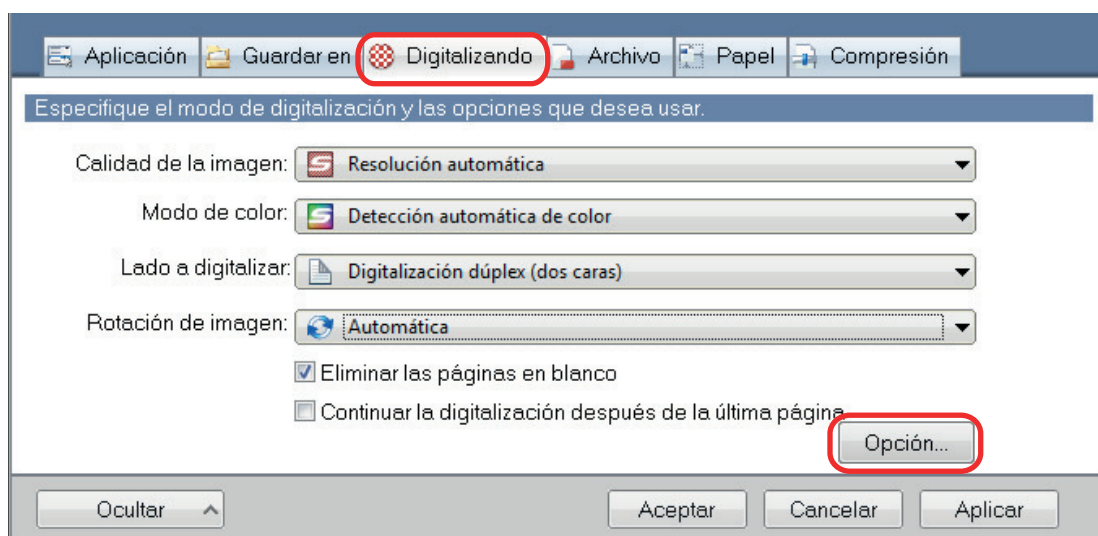 Aplicación Guardar en Digitalizando Archivo Papel Compresión
Especifique el modo de digitalización y las opciones que desea usar.
Calidad de la imagen: Resolución automática
Modo de color: Detección automática de color
Lado a digitalizar: Digitalización dúplex (dos caras)
Rotación de imagen: Automática
Eliminar las páginas en blanco
Continuar la digitalización después de la última página
Opción...
Ocultar Aceptar Cancelar Aplicar